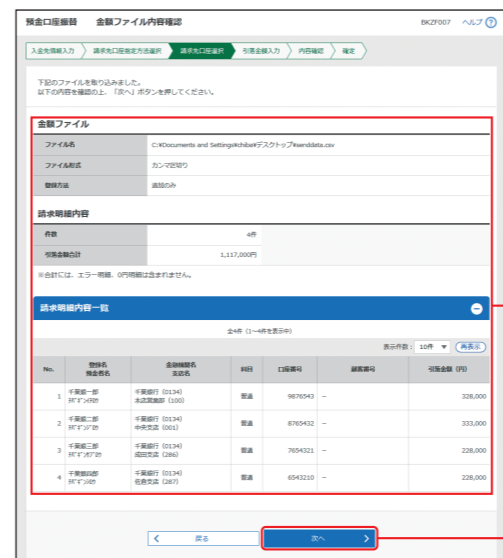 預金口座振替 金額ファイル内容確認 BKZF007 ヘルプ ?
入金先情報入力 請求先口座指定方法選択 請求先口座選択 引落金額入力 内容確認 確定
下記のファイルを取り込みました。
以下の内容を確認の上、「次へ」ボタンを押してください。
金額ファイル
ファイル名 C:¥Documents and Settings¥chiba¥デスクトップ¥senddata.csv
ファイル形式 カンマ区切り
登録方法 追加のみ
請求明細内容
件数 4件
引落金額合計 1,117,000円
※合計には、エラー明細、0円明細は含まれません。
請求明細内容一覧
全4件（1～4件を表示中）
表示件数： 10件 再表示
No. 登録名 預金者名 金融機関名 支店名 科目 口座番号 顧客番号 引落金額（円）
1 千葉銀一郎 千葉銀行（0134） 本店営業部（100） 普通 9876543 － 328,000
2 千葉銀二郎 千葉銀行（0134） 中央支店（001） 普通 8765432 － 333,000
3 千葉銀三郎 千葉銀行（0134） 成田支店（286） 普通 7654321 － 228,000
4 千葉銀四郎 千葉銀行（0134） 佐倉支店（287） 普通 6543210 － 228,000
戻る 次へ